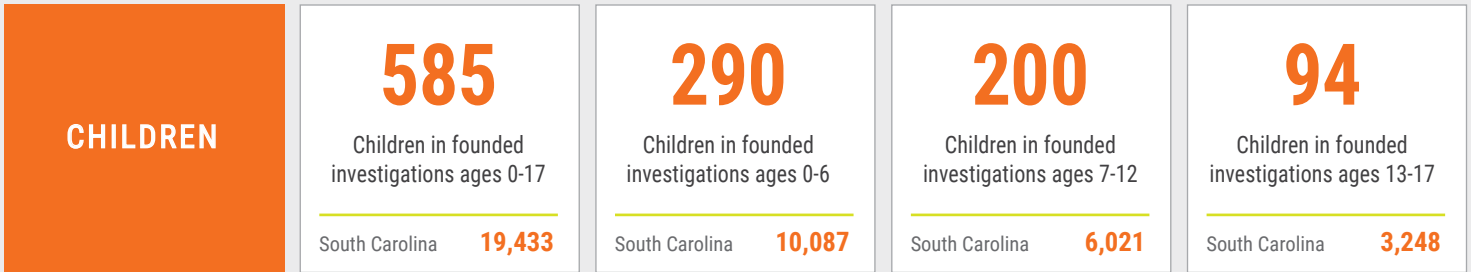 CHILDREN
585
Children in founded
investigations ages 0-17
South Carolina 19,433
290
Children in founded
investigations ages 0-6
South Carolina 10,087
200
Children in founded
investigations ages 7-12
South Carolina 6,021
94
Children in founded
investigations ages 13-17
South Carolina 3,248